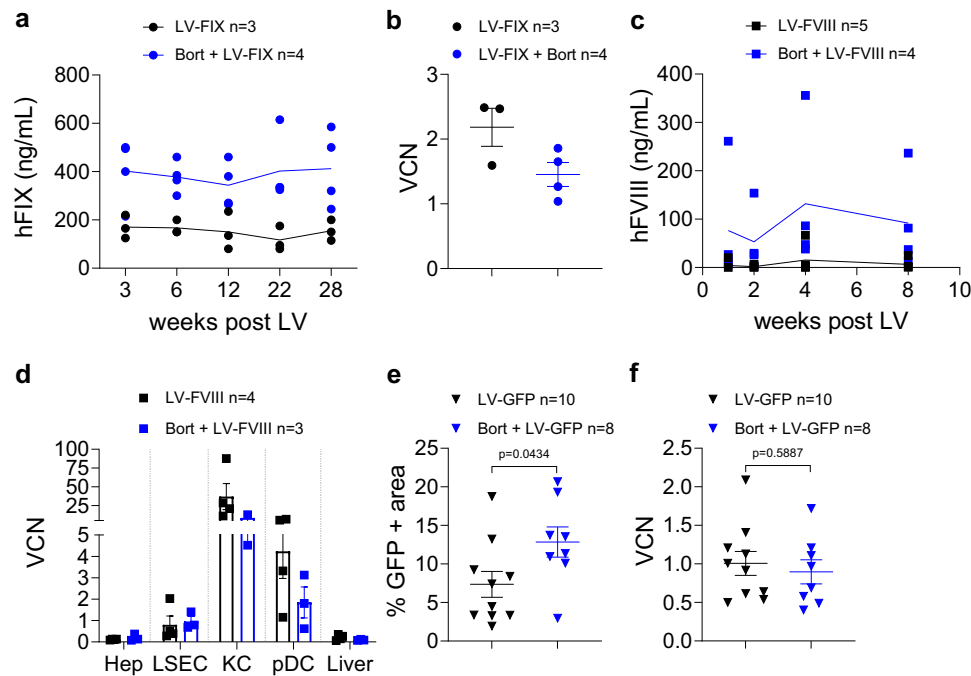 a
LV-FIX n=3
Bort + LV-FIX n=4
hFIX (ng/mL)
800
600
400
200
0
3 6 12 22 28
weeks post LV
b
LV-FIX n=3
LV-FIX + Bort n=4
VCN
3
2
1
0
c
LV-FVIII n=5
Bort + LV-FVIII n=4
hFVIII (ng/mL)
400
300
200
100
0
0 2 4 6 8 10
weeks post LV
d
LV-FVIII n=4
Bort + LV-FVIII n=3
VCN
100
75
50
25
5
4
3
2
1
0
Hep LSEC KC pDC Liver
e
LV-GFP n=10
Bort + LV-GFP n=8
p=0.0434
% GFP + area
25
20
15
10
5
0
f
LV-GFP n=10
Bort + LV-GFP n=8
p=0.5887
VCN
2.5
2.0
1.5
1.0
0.5
0.0